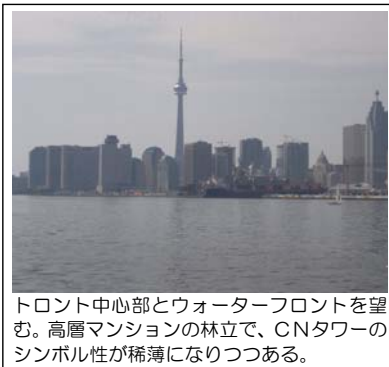 トロント中心部とウォーターフロントを望
む。高層マンションの林立で、ＣＮタワーの
シンボル性が稀薄になりつつある。